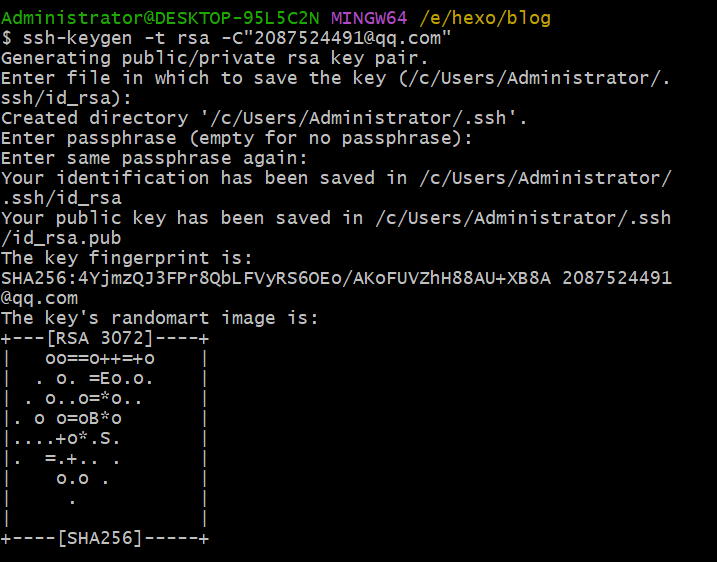 Administrator@DESKTOP-95L5C2N MINGW64 /e/hexo/blog
$ ssh-keygen -t rsa -C"2087524491@qq.com"
Generating public/private rsa key pair.
Enter file in which to save the key (/c/Users/Administrator/.
ssh/id_rsa):
Created directory '/c/Users/Administrator/.ssh'.
Enter passphrase (empty for no passphrase):
Enter same passphrase again:
Your identification has been saved in /c/Users/Administrator/
.ssh/id_rsa
Your public key has been saved in /c/Users/Administrator/.ssh
/id_rsa.pub
The key fingerprint is:
SHA256:4YjmzQJ3FPr8QbLFVyRS6OEo/AKoFUVZhH88AU+XB8A 2087524491
@qq.com
The key's randomart image is:
+---[RSA 3072]----+
|   oo==o++=+o    |
|  . o. =Eo.o.    |
| . o..o=*o..     |
|. o o=oB*o       |
|....+o*.S.       |
|.  =.+.. .       |
|    o.o .        |
|     .           |
|                 |
+----[SHA256]-----+